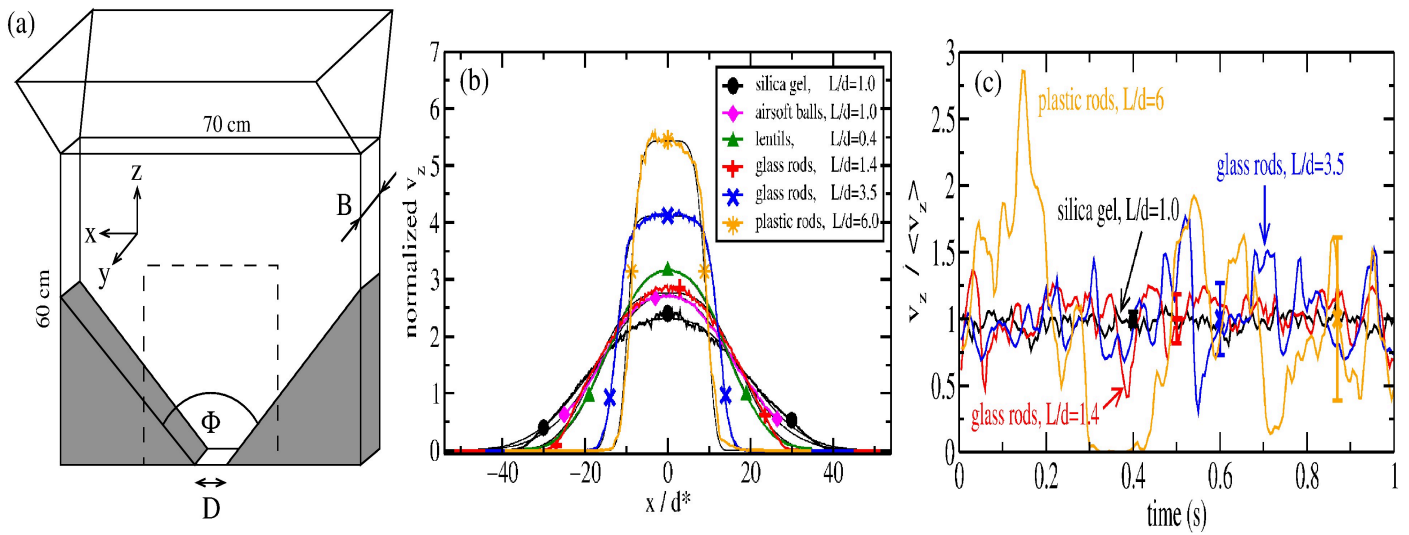 (a)
70 cm
z
B
x
y
60 cm
Φ
D
(b)
normalized v_z
7
6
5
4
3
2
1
0
−40 −20 0 20 40
x / d*
silica gel, L/d=1.0
airsoft balls, L/d=1.0
lentils, L/d=0.4
glass rods, L/d=1.4
glass rods, L/d=3.5
plastic rods, L/d=6.0
(c)
v_z / <v_z>
3
2.5
2
1.5
1
0.5
0
0 0.2 0.4 0.6 0.8 1
time (s)
plastic rods, L/d=6
glass rods, L/d=3.5
silica gel, L/d=1.0
glass rods, L/d=1.4